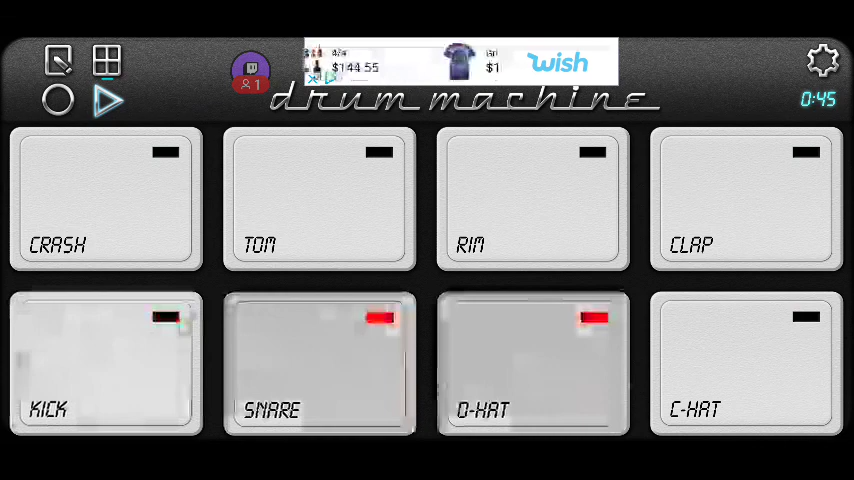 $144.55
$1
wish
1
drum machine
0:45
CRASH
TOM
RIM
CLAP
KICK
SNARE
O-HAT
C-HAT